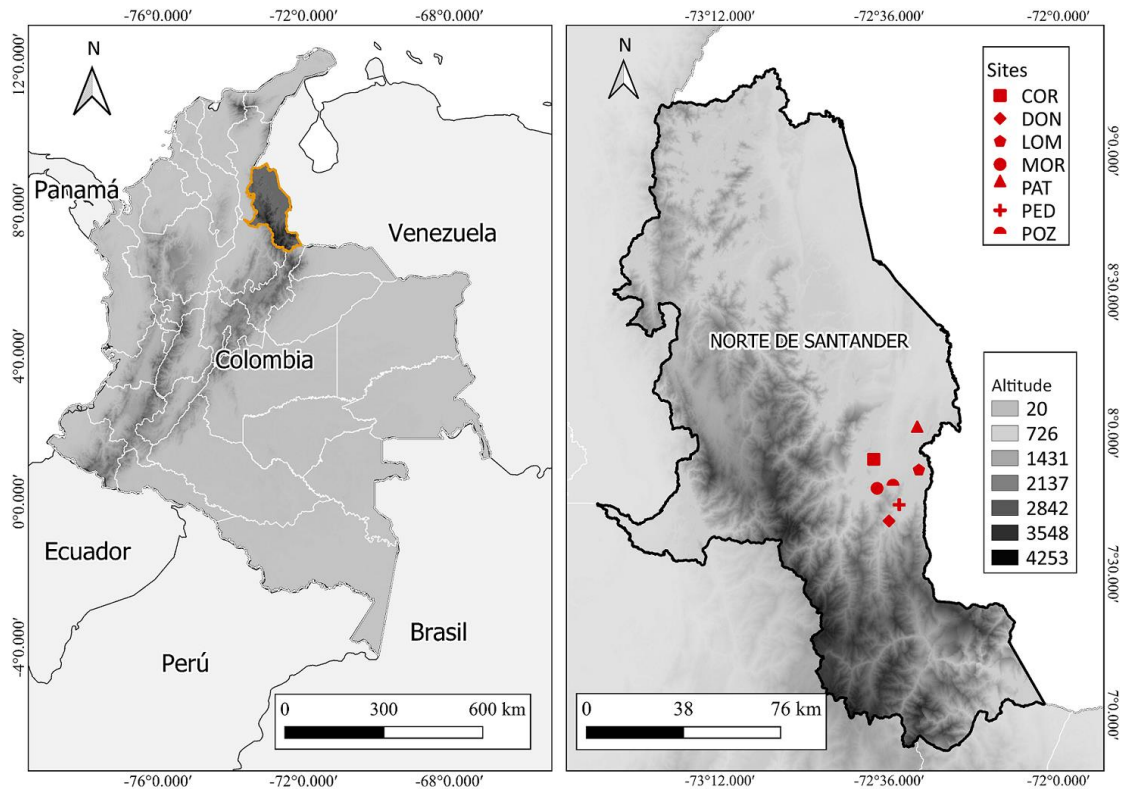 -76°0.000' -72°0.000' -68°0.000'
-73°12.000' -72°36.000' -72°0.000'
12°0.000'
8°0.000'
4°0.000'
0°0.000'
-4°0.000'
N
Panamá
Venezuela
Colombia
Ecuador
Perú
Brasil
0 300 600 km
-76°0.000' -72°0.000' -68°0.000'
N
Sites
COR
DON
LOM
MOR
PAT
PED
POZ
NORTE DE SANTANDER
Altitude
20
726
1431
2137
2842
3548
4253
9°0.000'
8°30.000'
8°0.000'
7°30.000'
7°0.000'
0 38 76 km
-73°12.000' -72°36.000' -72°0.000'